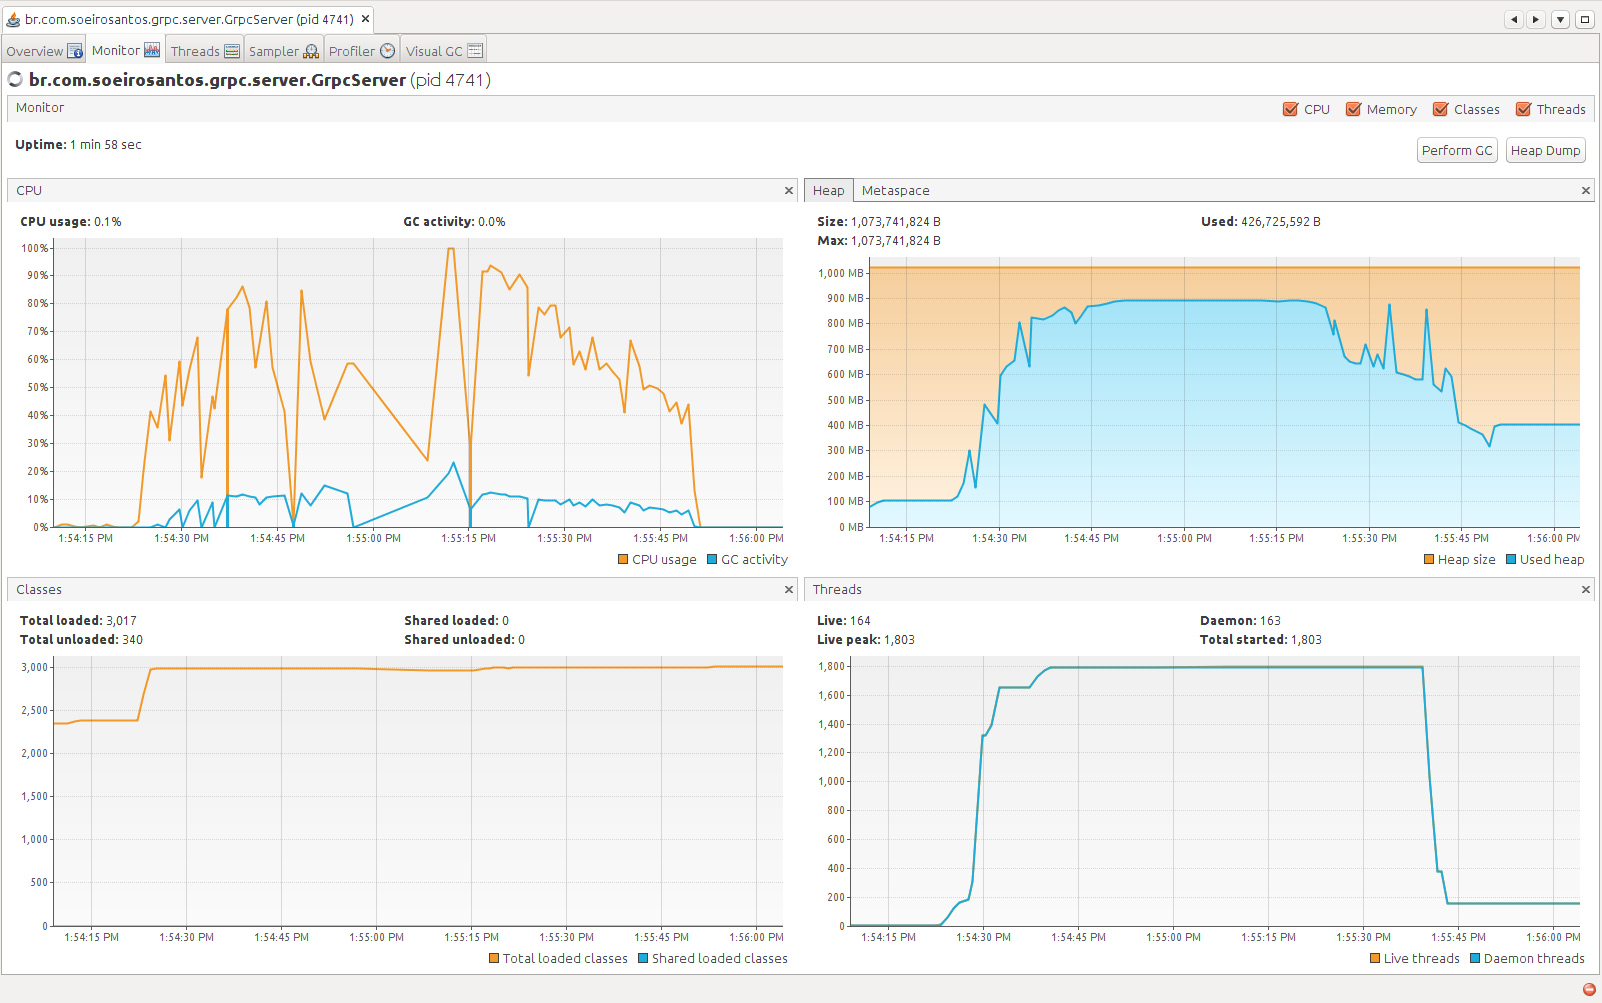 br.com.soeirosantos.grpc.server.GrpcServer (pid 4741)
Overview Monitor Threads Sampler Profiler Visual GC
br.com.soeirosantos.grpc.server.GrpcServer (pid 4741)
Monitor
CPU Memory Classes Threads
Uptime: 1 min 58 sec
Perform GC Heap Dump
CPU
CPU usage: 0.1% GC activity: 0.0%
100%
90%
80%
70%
60%
50%
40%
30%
20%
10%
0%
1:54:15 PM 1:54:30 PM 1:54:45 PM 1:55:00 PM 1:55:15 PM 1:55:30 PM 1:55:45 PM 1:56:00 PM
CPU usage GC activity
Heap Metaspace
Size: 1,073,741,824 B Used: 426,725,592 B
Max: 1,073,741,824 B
1,000 MB
900 MB
800 MB
700 MB
600 MB
500 MB
400 MB
300 MB
200 MB
100 MB
0 MB
1:54:15 PM 1:54:30 PM 1:54:45 PM 1:55:00 PM 1:55:15 PM 1:55:30 PM 1:55:45 PM 1:56:00 PM
Heap size Used heap
Classes
Total loaded: 3,017 Shared loaded: 0
Total unloaded: 340 Shared unloaded: 0
3,000
2,500
2,000
1,500
1,000
500
0
1:54:15 PM 1:54:30 PM 1:54:45 PM 1:55:00 PM 1:55:15 PM 1:55:30 PM 1:55:45 PM 1:56:00 PM
Total loaded classes Shared loaded classes
Threads
Live: 164 Daemon: 163
Live peak: 1,803 Total started: 1,803
1,800
1,600
1,400
1,200
1,000
800
600
400
200
0
1:54:15 PM 1:54:30 PM 1:54:45 PM 1:55:00 PM 1:55:15 PM 1:55:30 PM 1:55:45 PM 1:56:00 PM
Live threads Daemon threads